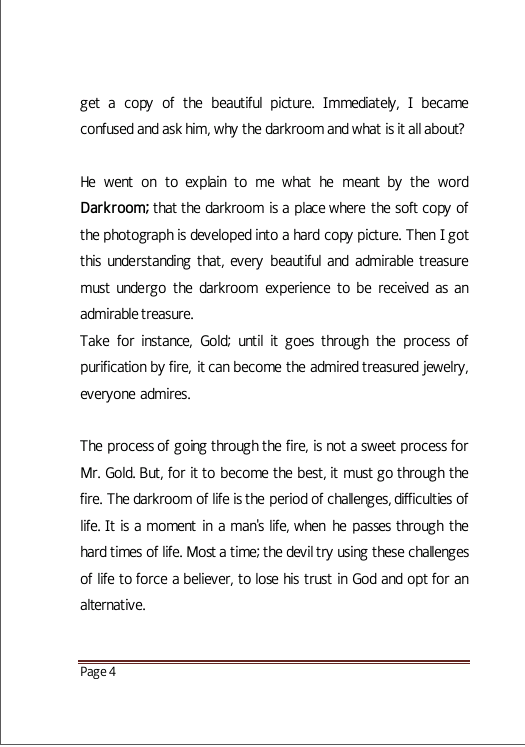 get a copy of the beautiful picture. Immediately, I became
confused and ask him, why the darkroom and what is it all about?
He went on to explain to me what he meant by the word
Darkroom; that the darkroom is a place where the soft copy of
the photograph is developed into a hard copy picture. Then I got
this understanding that, every beautiful and admirable treasure
must undergo the darkroom experience to be received as an
admirable treasure.
Take for instance, Gold; until it goes through the process of
purification by fire, it can become the admired treasured jewelry,
everyone admires.
The process of going through the fire, is not a sweet process for
Mr. Gold. But, for it to become the best, it must go through the
fire. The darkroom of life is the period of challenges, difficulties of
life. It is a moment in a man's life, when he passes through the
hard times of life. Most a time; the devil try using these challenges
of life to force a believer, to lose his trust in God and opt for an
alternative.
Page 4